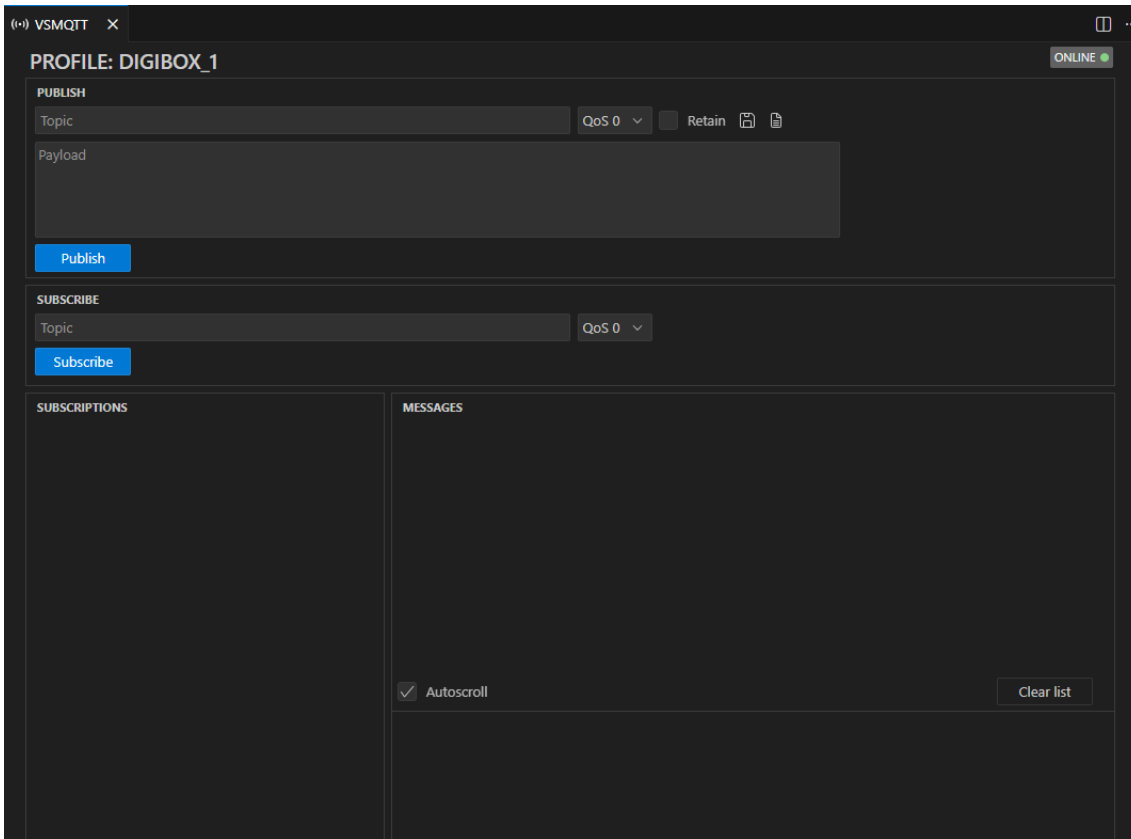 VSMQTT
PROFILE: DIGIBOX_1
ONLINE
PUBLISH
Topic QoS 0 Retain
Payload
Publish
SUBSCRIBE
Topic QoS 0
Subscribe
SUBSCRIPTIONS
MESSAGES
Autoscroll Clear list